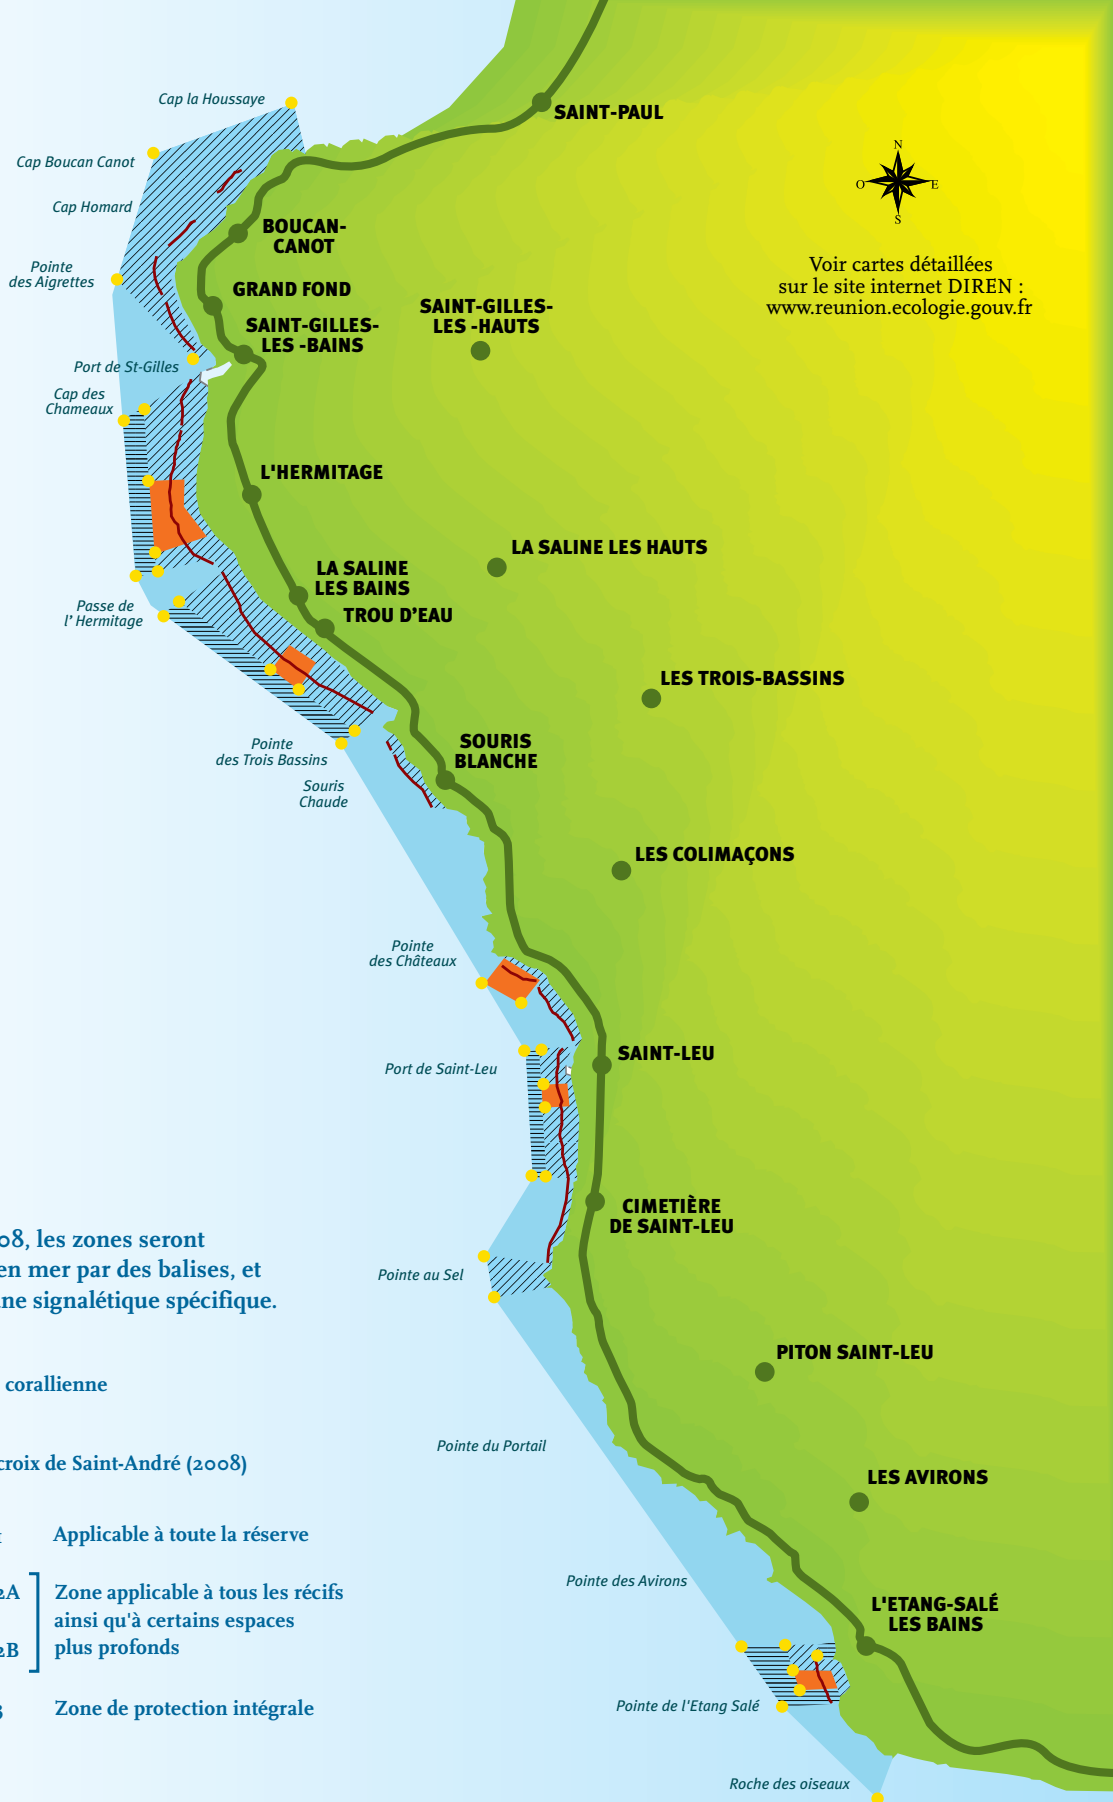 Cap la Houssaye
SAINT-PAUL
N
Cap Boucan Canot
O
E
Cap Homard
S
BOUCAN-
CANOT
Pointe
des Aigrettes
Voir cartes détaillées
sur le site internet DIREN :
www.reunion.ecologie.gouv.fr
GRAND FOND
SAINT-GILLES-
LES -HAUTS
SAINT-GILLES-
LES -BAINS
Port de St-Gilles
Cap des
Chameaux
L'HERMITAGE
LA SALINE LES HAUTS
LA SALINE
LES BAINS
Passe de
l' Hermitage
TROU D'EAU
LES TROIS-BASSINS
Pointe
des Trois Bassins
SOURIS
BLANCHE
Souris
Chaude
LES COLIMAÇONS
Pointe
des Châteaux
SAINT-LEU
Port de Saint-Leu
CIMETIÈRE
DE SAINT-LEU
08, les zones seront
en mer par des balises, et
ne signalétique spécifique.
Pointe au Sel
PITON SAINT-LEU
corallienne
Pointe du Portail
croix de Saint-André (2008)
LES AVIRONS
1 Applicable à toute la réserve
Pointe des Avirons
2A Zone applicable à tous les récifs
ainsi qu'à certains espaces
2B plus profonds
L'ETANG-SALÉ
LES BAINS
3 Zone de protection intégrale
Pointe de l'Etang Salé
Roche des oiseaux